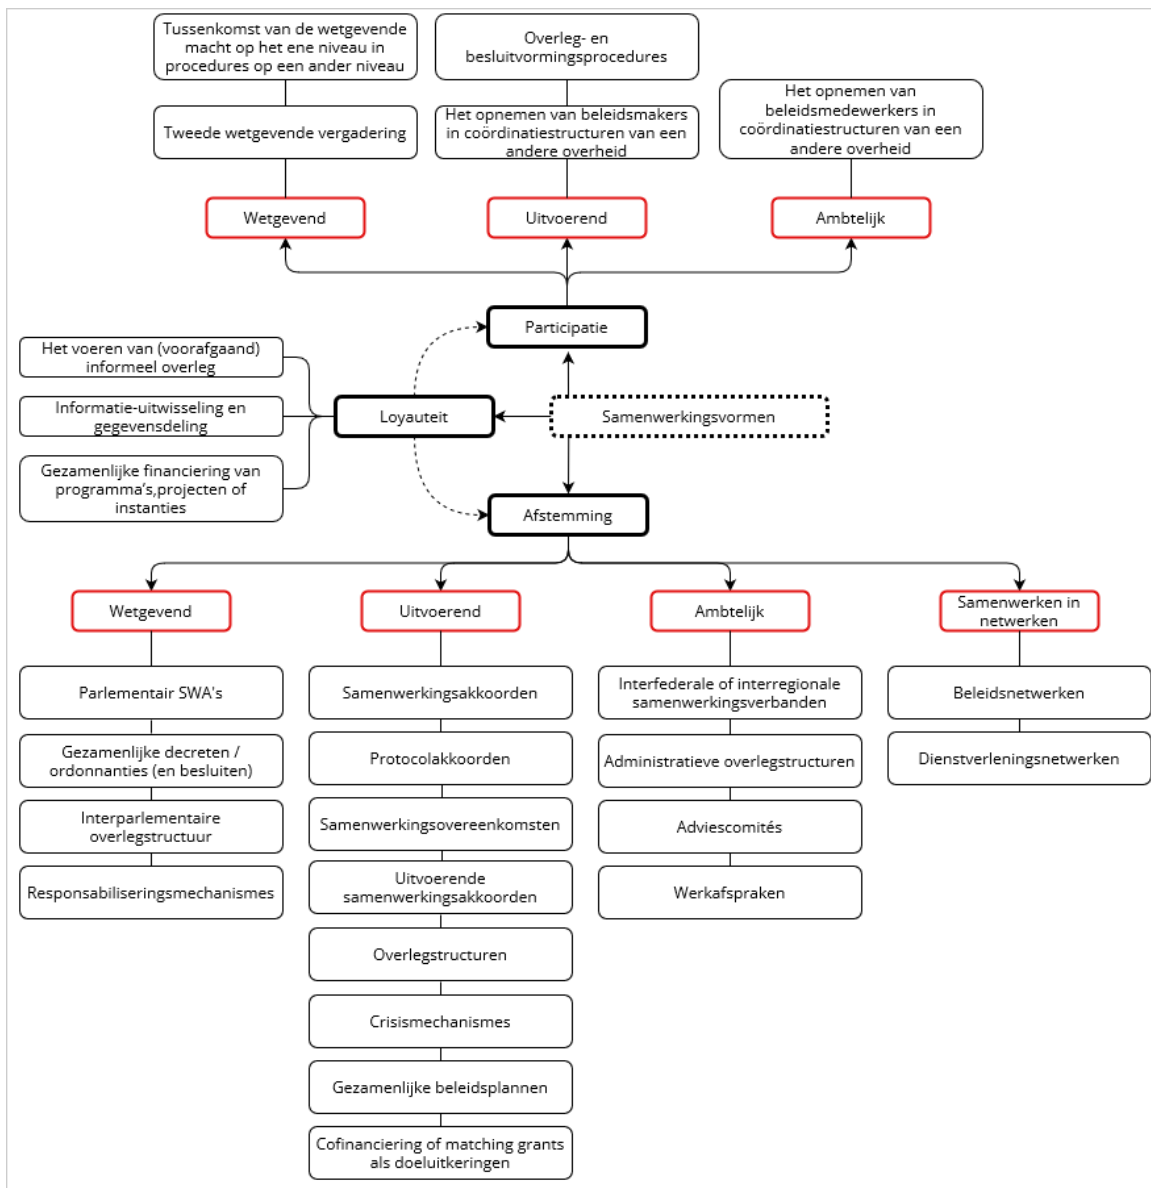 Tussenkomst van de wetgevende
macht op het ene niveau in
procedures op een ander niveau
Overleg- en
besluitvormingsprocedures
Het opnemen van
beleidsmedewerkers in
coördinatiestructuren van een
andere overheid
Tweede wetgevende vergadering
Het opnemen van beleidsmakers
in coördinatiestructuren van een
andere overheid
Wetgevend
Uitvoerend
Ambtelijk
Participatie
Het voeren van (voorafgaand)
informeel overleg
Informatie-uitwisseling en
gegevensdeling
Gezamenlijke financiering van
programma's,projecten of
instanties
Loyauteit
Samenwerkingsvormen
Afstemming
Wetgevend
Uitvoerend
Ambtelijk
Samenwerken in
netwerken
Parlementair SWA's
Gezamenlijke decreten /
ordonnanties (en besluiten)
Interparlementaire
overlegstructuur
Responsabiliseringsmechanismes
Samenwerkingsakkoorden
Protocolakkoorden
Samenwerkingsovereenkomsten
Uitvoerende
samenwerkingsakkoorden
Overlegstructuren
Crisismechanismes
Gezamenlijke beleidsplannen
Cofinanciering of matching grants
als doeluitkeringen
Interfederale of interregionale
samenwerkingsverbanden
Administratieve overlegstructuren
Adviescomités
Werkafspraken
Beleidsnetwerken
Dienstverleningsnetwerken